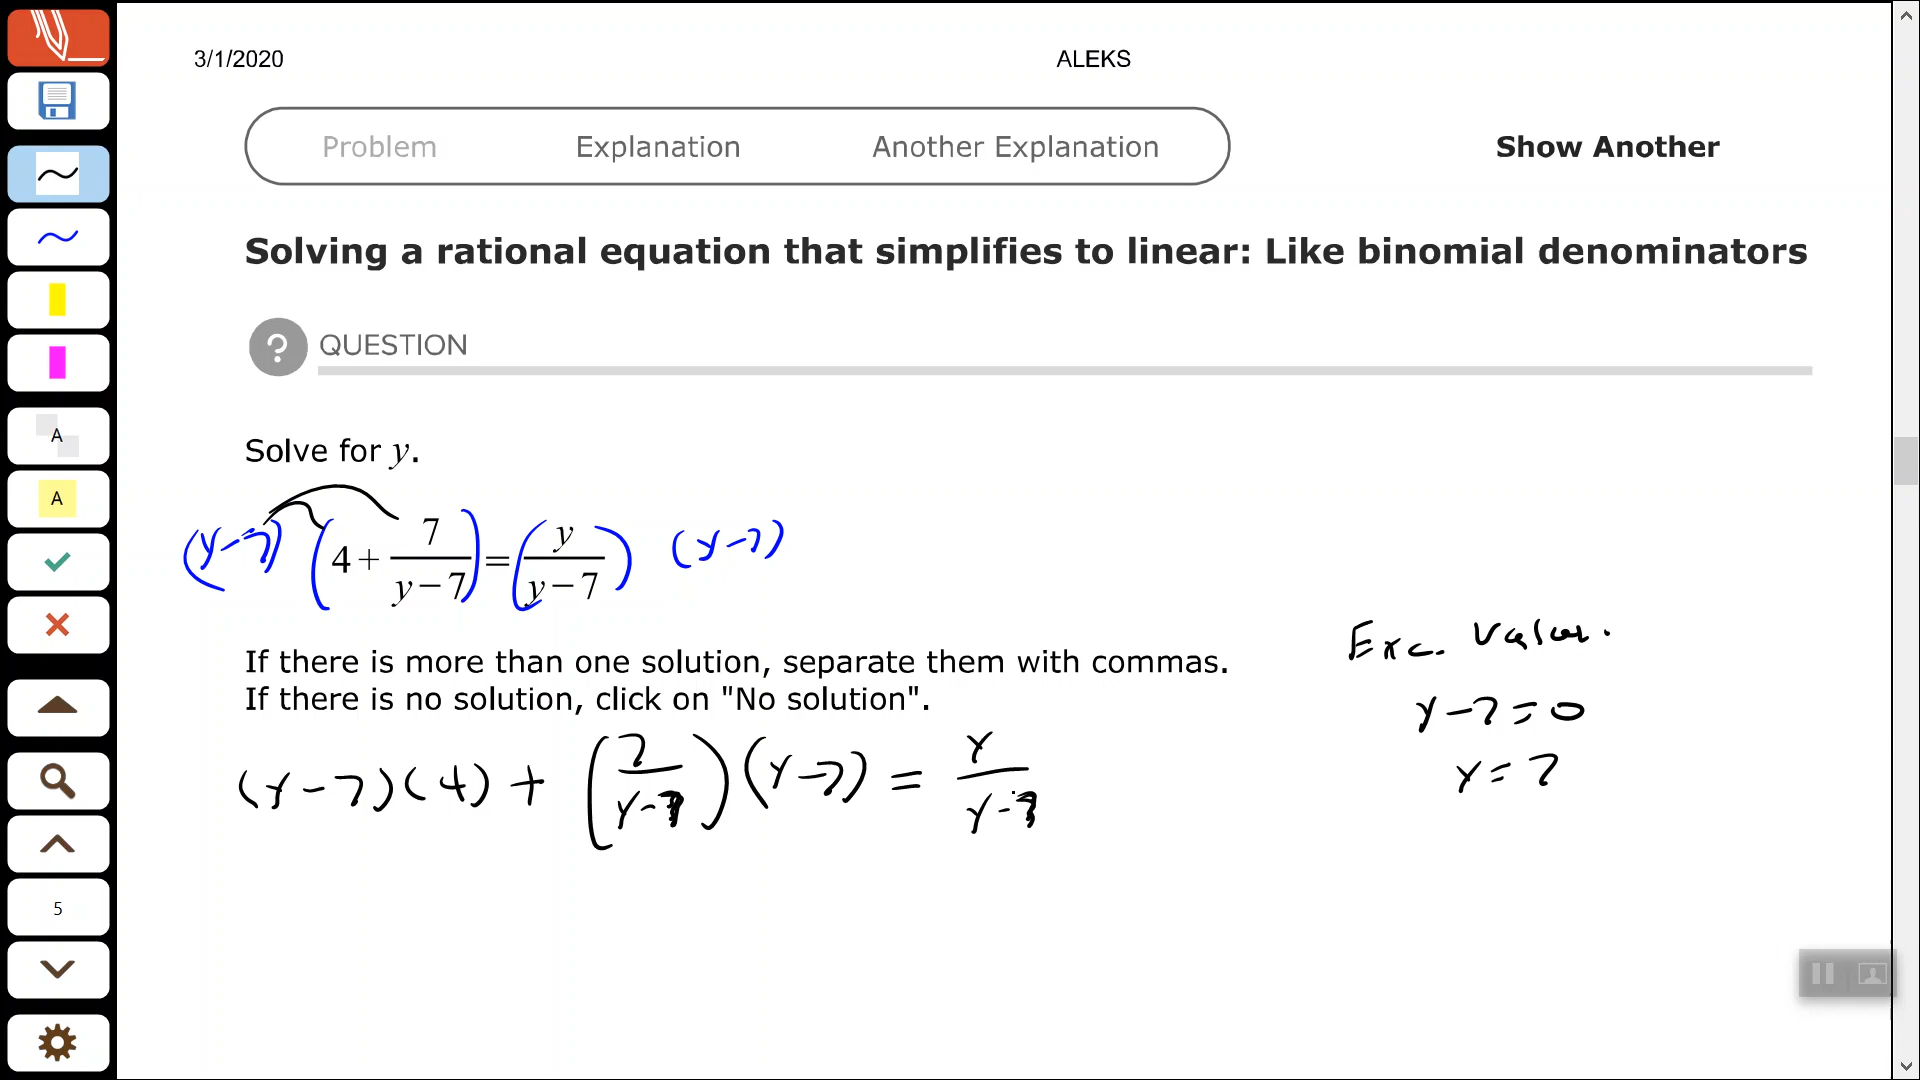 3/1/2020 ALEKS
Problem Explanation Another Explanation Show Another
Solving a rational equation that simplifies to linear: Like binomial denominators
? QUESTION
Solve for y.
(y-7) (4 + 7/(y-7)) = (y/(y-7)) (y-7)
If there is more than one solution, separate them with commas.
If there is no solution, click on "No solution".
(y-7)(4) + (7/(y-7))(y-7) = y/(y-7)
Exc. Value.
y-7=0
y=7
A
A
5